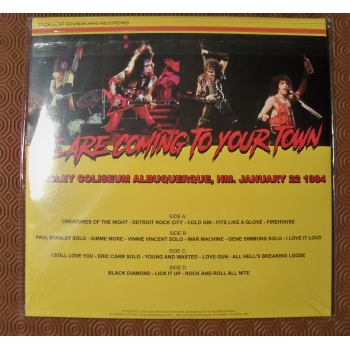 SOUNDBOARD RECORDING
ARE COMING TO YOUR TOWN
COLISEUM ALBUQUERQUE, NM. JANUARY 22 1984
SIDE A:
CREATURES OF THE NIGHT - DETROIT ROCK CITY - COLD GIN - FITS LIKE A GLOVE - FIREHOUSE
SIDE B:
PAUL STANLEY SOLO - GIMME MORE - VINNIE VINCENT SOLO - WAR MACHINE - GENE SIMMONS SOLO - I LOVE IT LOUD
SIDE C:
I STILL LOVE YOU - ERIC CARR SOLO - YOUNG AND WASTED - LOVE GUN - ALL HELL'S BREAKING LOOSE
SIDE D:
BLACK DIAMOND - LICK IT UP - ROCK AND ROLL ALL NITE